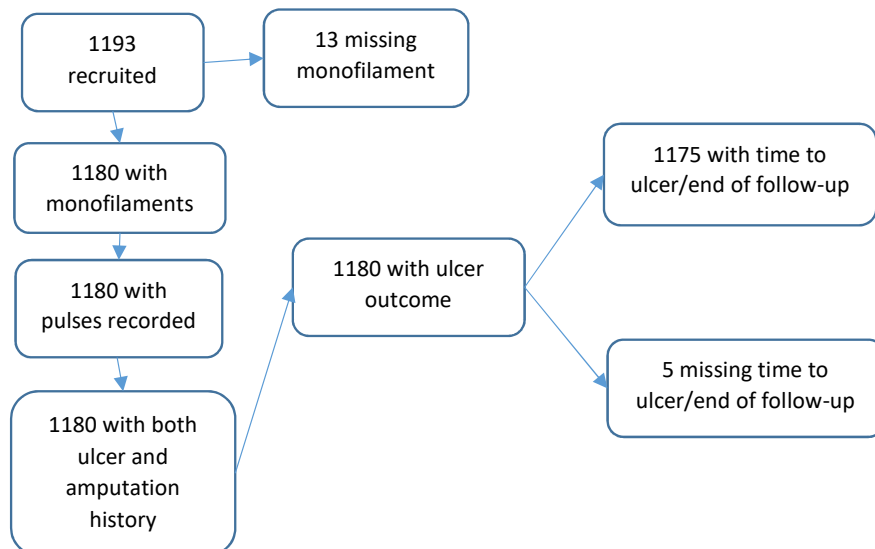 1193
recruited
13 missing
monofilament
1180 with
monofilaments
1180 with
pulses recorded
1180 with both
ulcer and
amputation
history
1180 with ulcer
outcome
1175 with time to
ulcer/end of follow-up
5 missing time to
ulcer/end of follow-up